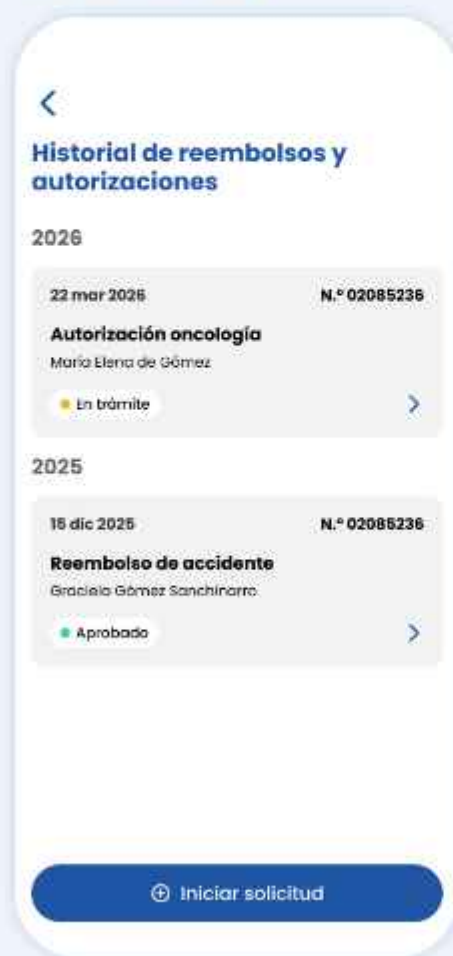 Historial de reembolsos y
autorizaciones
2026
22 mar 2026 N.º 02085236
Autorización oncología
María Elena de Gómez
En trámite
2025
15 dic 2025 N.º 02085236
Reembolso de accidente
Graciela Gómez Sanchinarro
Aprobado
Iniciar solicitud